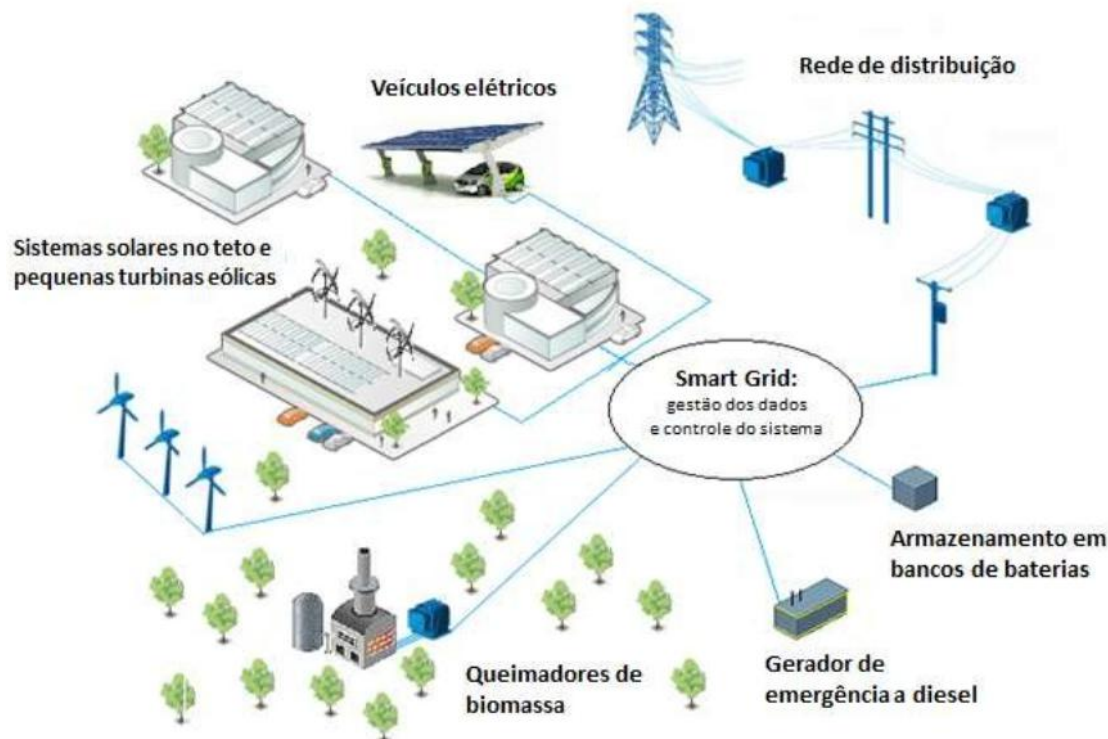 Veículos elétricos
Rede de distribuição
Sistemas solares no teto e
pequenas turbinas eólicas
Smart Grid:
gestão dos dados
e controle do sistema
Armazenamento em
bancos de baterias
Gerador de
emergência a diesel
Queimadores de
biomassa